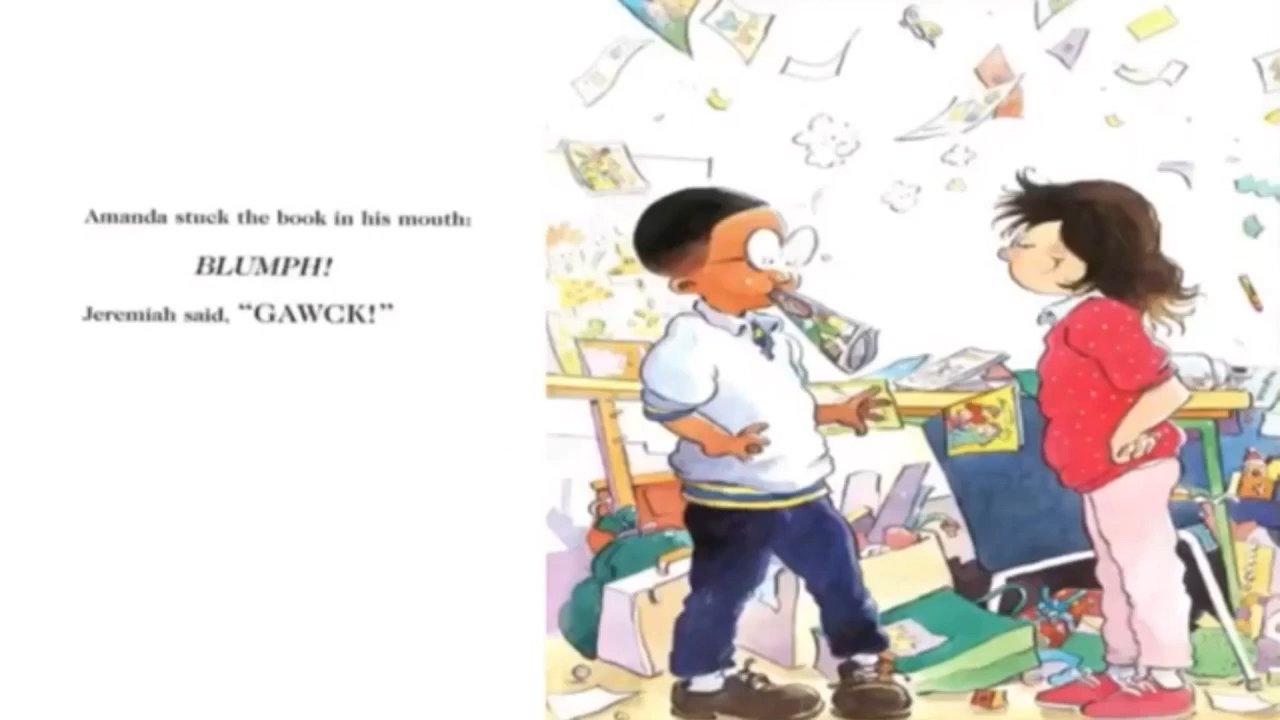 Amanda stuck the book in his mouth:
BLUMPH!
Jeremiah said, “GAWCK!”